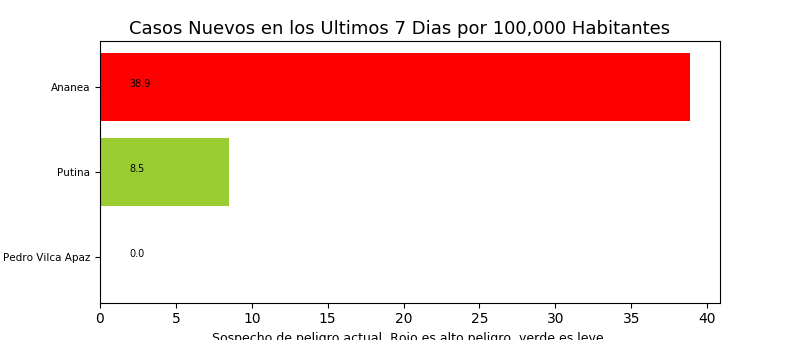 Casos Nuevos en los Ultimos 7 Dias por 100,000 Habitantes
Ananea
38.9
Putina
8.5
Pedro Vilca Apaz
0.0
0 5 10 15 20 25 30 35 40
Sospecho de peligro actual. Rojo es alto peligro, verde es leve